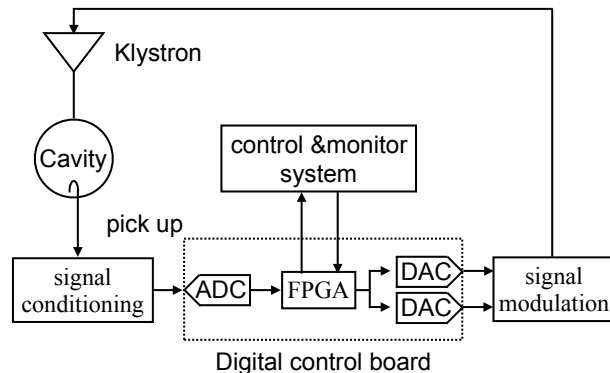 Klystron
Cavity
control &monitor
system
pick up
signal
conditioning
ADC
FPGA
DAC
DAC
signal
modulation
Digital control board